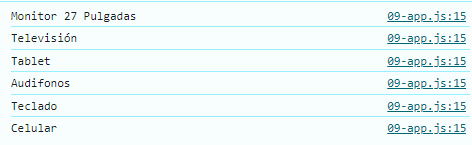 Monitor 27 Pulgadas 09-app.js:15
Televisión 09-app.js:15
Tablet 09-app.js:15
Audifonos 09-app.js:15
Teclado 09-app.js:15
Celular 09-app.js:15